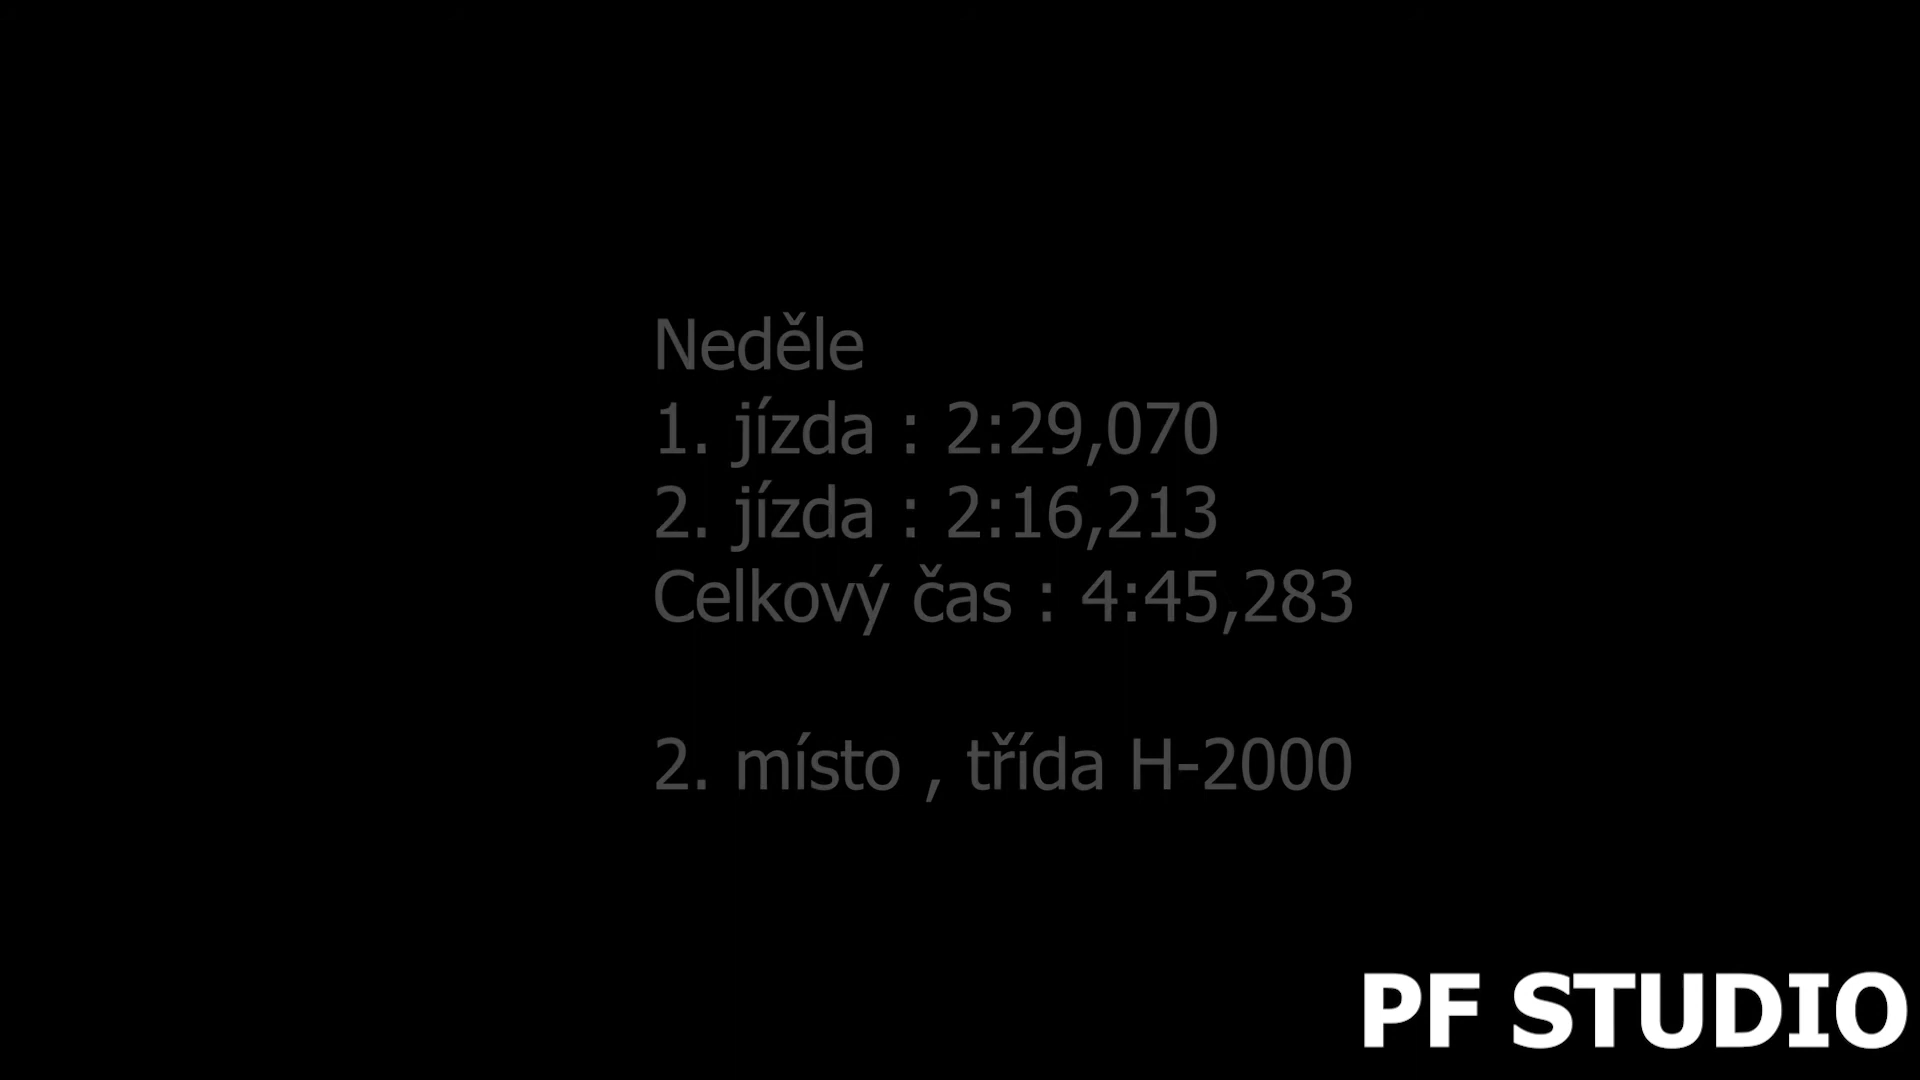 Neděle
1. jízda : 2:29,070
2. jízda : 2:16,213
Celkový čas : 4:45,283
2. místo , třída H-2000
PF STUDIO